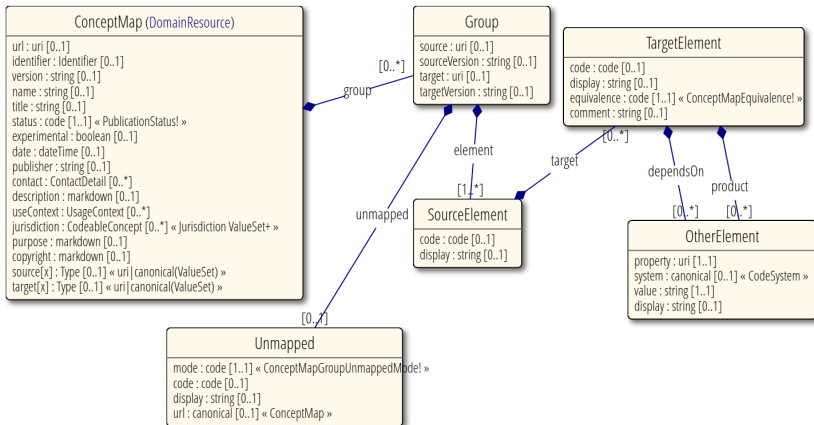 ConceptMap (DomainResource)
url : uri [0..1]
identifier : Identifier [0..1]
version : string [0..1]
name : string [0..1]
title : string [0..1]
status : code [1..1] « PublicationStatus! »
experimental : boolean [0..1]
date : dateTime [0..1]
publisher : string [0..1]
contact : ContactDetail [0..*]
description : markdown [0..1]
useContext : UsageContext [0..*]
jurisdiction : CodeableConcept [0..*] « Jurisdiction ValueSet+ »
purpose : markdown [0..1]
copyright : markdown [0..1]
source[x] : Type [0..1] « uri|canonical(ValueSet) »
target[x] : Type [0..1] « uri|canonical(ValueSet) »
[0..*]
group
Group
source : uri [0..1]
sourceVersion : string [0..1]
target : uri [0..1]
targetVersion : string [0..1]
TargetElement
code : code [0..1]
display : string [0..1]
equivalence : code [1..1] « ConceptMapEquivalence! »
comment : string [0..1]
[0..*]
element
target
dependsOn
product
unmapped
[1..*]
[0..*]
[0..*]
SourceElement
code : code [0..1]
display : string [0..1]
OtherElement
property : uri [1..1]
system : canonical [0..1] « CodeSystem »
value : string [1..1]
display : string [0..1]
[0..1]
Unmapped
mode : code [1..1] « ConceptMapGroupUnmappedMode! »
code : code [0..1]
display : string [0..1]
url : canonical [0..1] « ConceptMap »